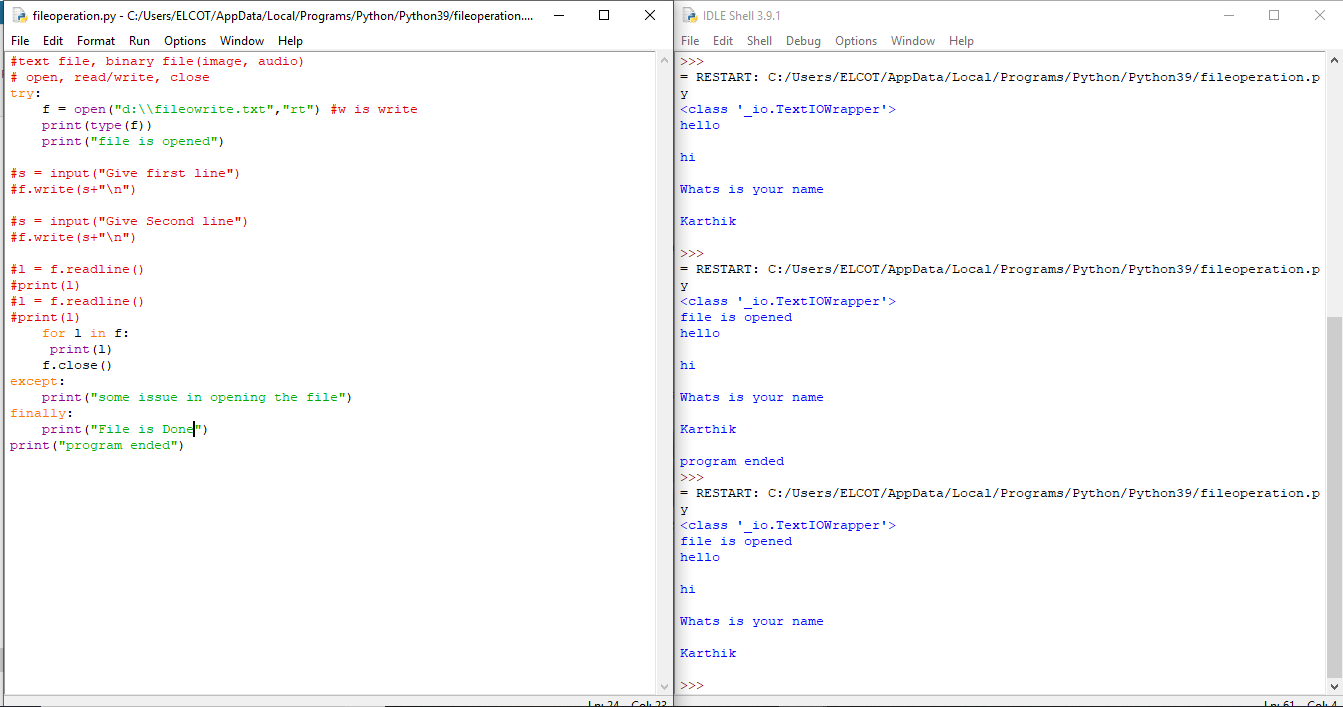 fileoperation.py - C:/Users/ELCOT/AppData/Local/Programs/Python/Python39/fileoperation....
File Edit Format Run Options Window Help
#text file, binary file(image, audio)
# open, read/write, close
try:
    f = open("d:\\fileowrite.txt","rt") #w is write
    print(type(f))
    print("file is opened")
#s = input("Give first line")
#f.write(s+"\n")
#s = input("Give Second line")
#f.write(s+"\n")
#l = f.readline()
#print(l)
#l = f.readline()
#print(l)
    for l in f:
     print(l)
    f.close()
except:
    print("some issue in opening the file")
finally:
    print("File is Done")
print("program ended")
Ln: 24 Col: 23
IDLE Shell 3.9.1
File Edit Shell Debug Options Window Help
>>>
= RESTART: C:/Users/ELCOT/AppData/Local/Programs/Python/Python39/fileoperation.p
y
<class '_io.TextIOWrapper'>
hello
hi
Whats is your name
Karthik
>>>
= RESTART: C:/Users/ELCOT/AppData/Local/Programs/Python/Python39/fileoperation.p
y
<class '_io.TextIOWrapper'>
file is opened
hello
hi
Whats is your name
Karthik
program ended
>>>
= RESTART: C:/Users/ELCOT/AppData/Local/Programs/Python/Python39/fileoperation.p
y
<class '_io.TextIOWrapper'>
file is opened
hello
hi
Whats is your name
Karthik
>>>
Ln: 61 Col: 4